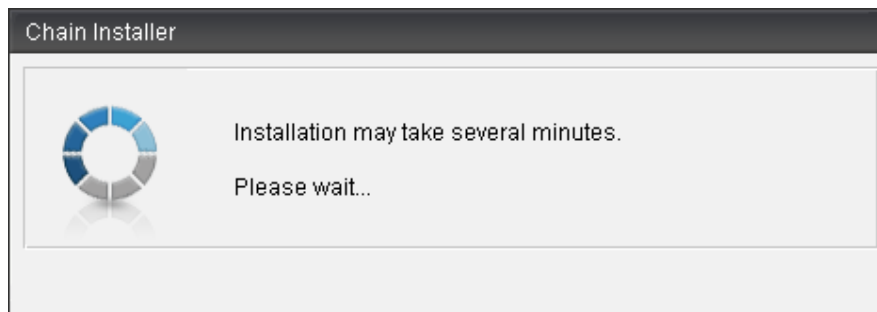 Chain Installer
Installation may take several minutes.
Please wait...